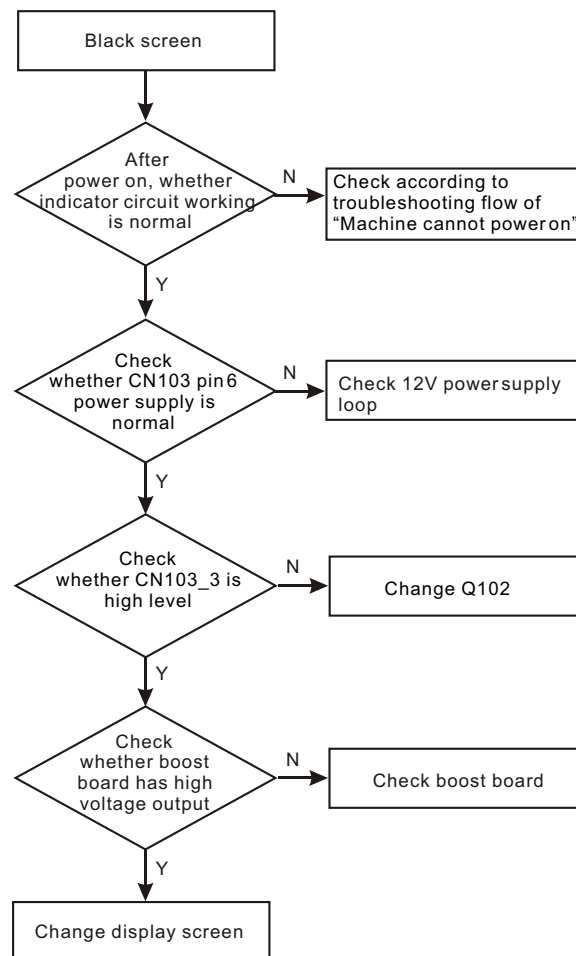 Black screen
After
power on, whether
indicator circuit working
is normal
N
Check according to
troubleshooting flow of
“Machine cannot power on”
Y
Check
whether CN103 pin6
power supply is
normal
N
Check 12V power supply
loop
Y
Check
whether CN103_3 is
high level
N
Change Q102
Y
Check
whether boost
board has high
voltage output
N
Check boost board
Y
Change display screen